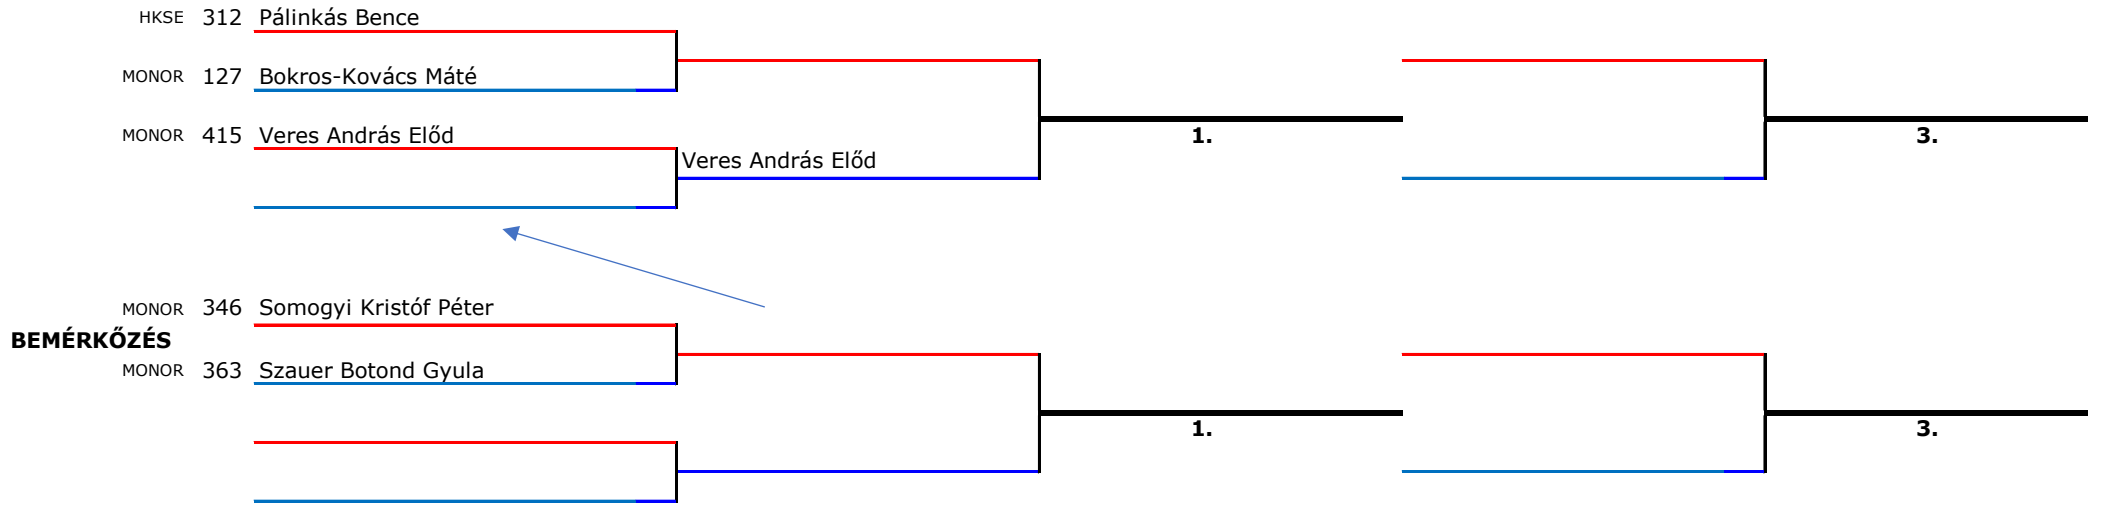 HKSE 312 Pálinkás Bence
MONOR 127 Bokros-Kovács Máté
MONOR 415 Veres András Előd
1.
3.
Veres András Előd
MONOR 346 Somogyi Kristóf Péter
BEMÉRKŐZÉS
MONOR 363 Szauer Botond Gyula
1.
3.